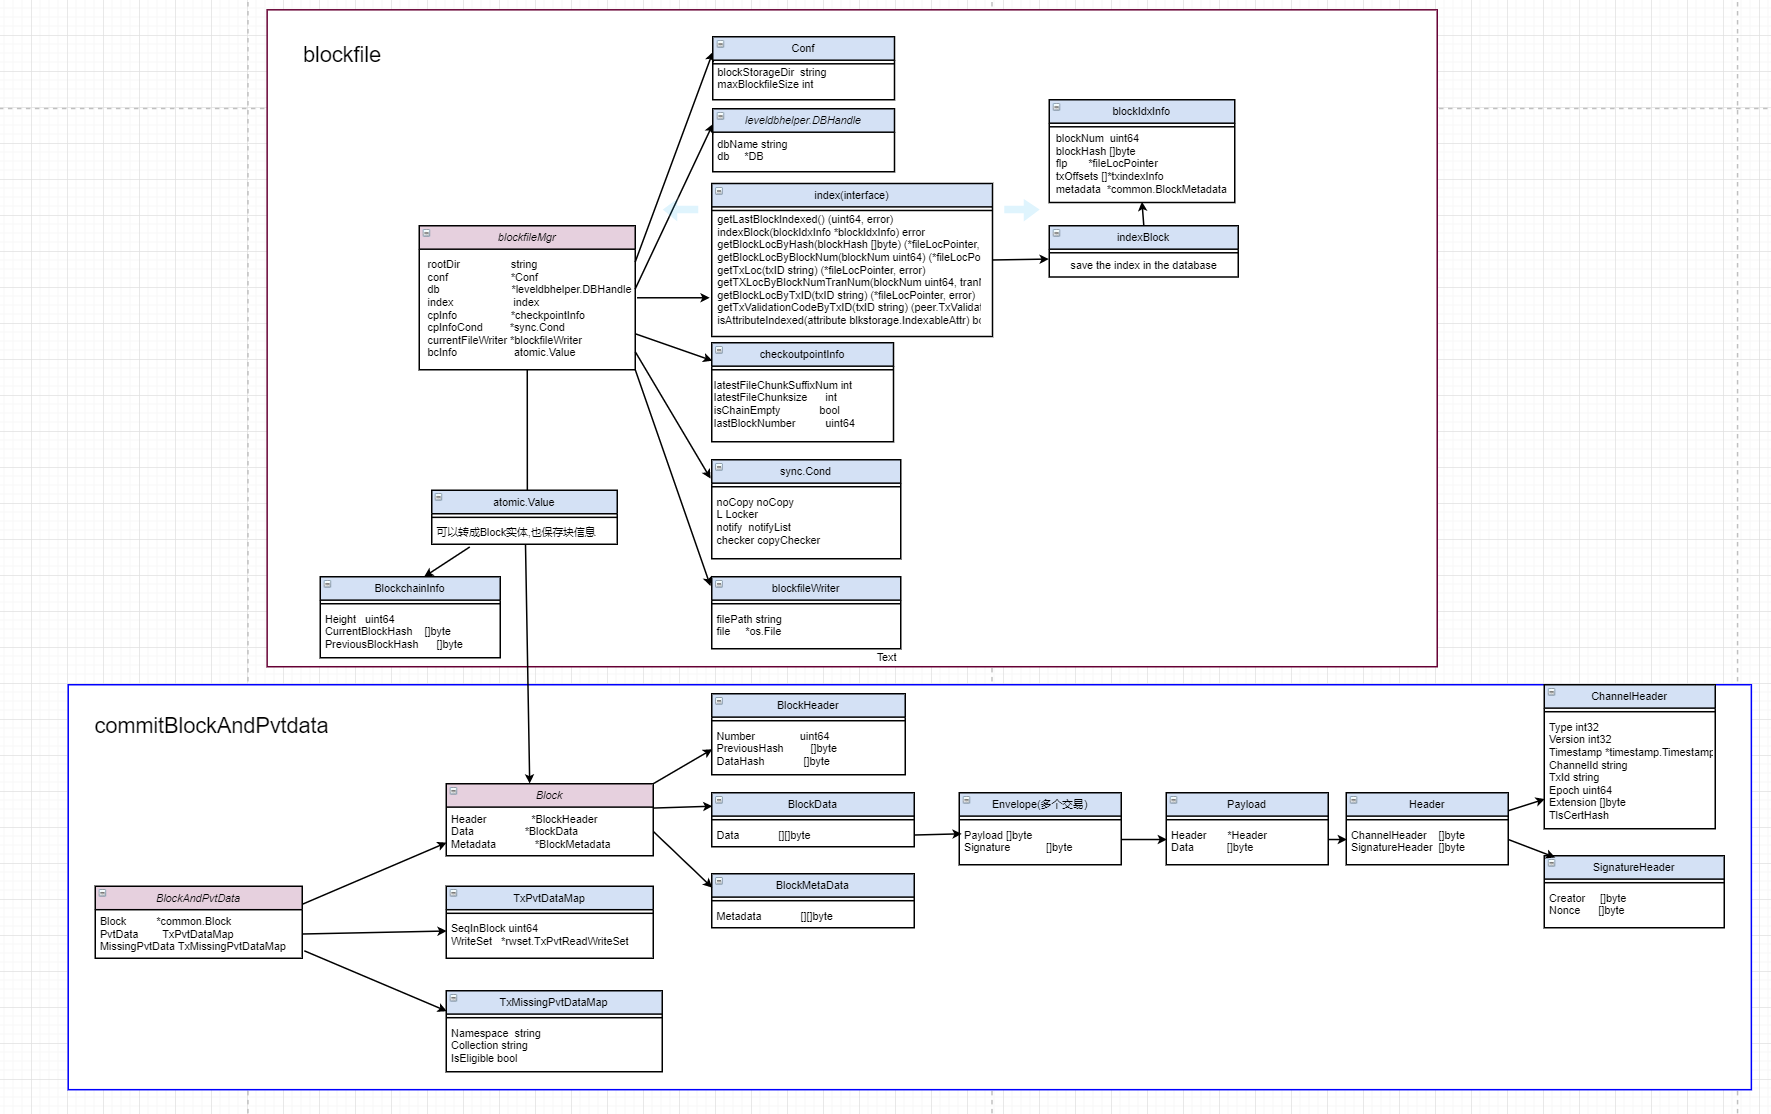 blockfile
Conf
blockStorageDir string
maxBlockfileSize int
leveldbhelper.DBHandle
dbName string
db *DB
index(interface)
getLastBlockIndexed() (uint64, error)
indexBlock(blockIdxInfo *blockIdxInfo) error
getBlockLocByHash(blockHash []byte) (*fileLocPointer,
getBlockLocByBlockNum(blockNum uint64) (*fileLocPo
getTxLoc(txID string) (*fileLocPointer, error)
getTXLocByBlockNumTranNum(blockNum uint64, tranN
getBlockLocByTxID(txID string) (*fileLocPointer, error)
getTxValidationCodeByTxID(txID string) (peer.TxValidat
isAttributeIndexed(attribute blkstorage.IndexableAttr) bo
blockIdxInfo
blockNum uint64
blockHash []byte
flp *fileLocPointer
txOffsets []*txindexInfo
metadata *common.BlockMetadata
indexBlock
save the index in the database
blockfileMgr
rootDir string
conf *Conf
db *leveldbhelper.DBHandle
index index
cpInfo *checkpointInfo
cpInfoCond *sync.Cond
currentFileWriter *blockfileWriter
bcInfo atomic.Value
checkoutpointInfo
latestFileChunkSuffixNum int
latestFileChunksize int
isChainEmpty bool
lastBlockNumber uint64
sync.Cond
noCopy noCopy
L Locker
notify notifyList
checker copyChecker
atomic.Value
可以转成Block实体,也保存块信息
BlockchainInfo
Height uint64
CurrentBlockHash []byte
PreviousBlockHash []byte
blockfileWriter
filePath string
file *os.File
Text
commitBlockAndPvtdata
BlockHeader
Number uint64
PreviousHash []byte
DataHash []byte
Block
Header *BlockHeader
Data *BlockData
Metadata *BlockMetadata
BlockData
Data [][]byte
Envelope(多个交易)
Payload []byte
Signature []byte
Payload
Header *Header
Data []byte
Header
ChannelHeader []byte
SignatureHeader []byte
ChannelHeader
Type int32
Version int32
Timestamp *timestamp.Timestamp
ChannelId string
TxId string
Epoch uint64
Extension []byte
TlsCertHash
SignatureHeader
Creator []byte
Nonce []byte
BlockMetaData
Metadata [][]byte
BlockAndPvtData
Block *common.Block
PvtData TxPvtDataMap
MissingPvtData TxMissingPvtDataMap
TxPvtDataMap
SeqInBlock uint64
WriteSet *rwset.TxPvtReadWriteSet
TxMissingPvtDataMap
Namespace string
Collection string
IsEligible bool